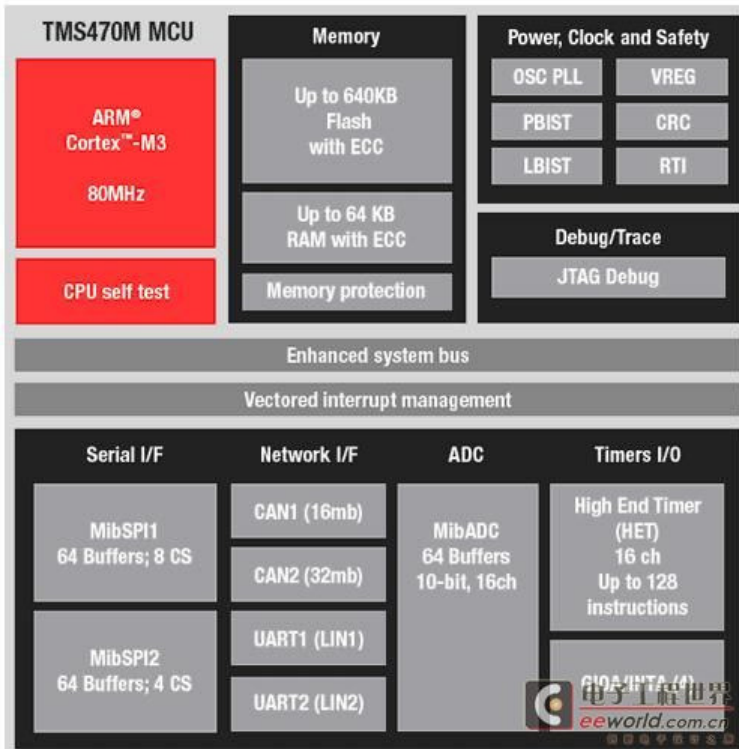 TMS470M MCU
ARM®
Cortex™-M3
80MHz
CPU self test
Memory
Up to 640KB
Flash
with ECC
Up to 64 KB
RAM with ECC
Memory protection
Power, Clock and Safety
OSC PLL
VREG
PBIST
CRC
LBIST
RTI
Debug/Trace
JTAG Debug
Enhanced system bus
Vectored interrupt management
Serial I/F
MibSPI1
64 Buffers; 8 CS
MibSPI2
64 Buffers; 4 CS
Network I/F
CAN1 (16mb)
CAN2 (32mb)
UART1 (LIN1)
UART2 (LIN2)
ADC
MibADC
64 Buffers
10-bit, 16ch
Timers I/O
High End Timer
(HET)
16 ch
Up to 128
instructions
GIOA/INTA (4)
电子工程世界
eeworld.com.cn